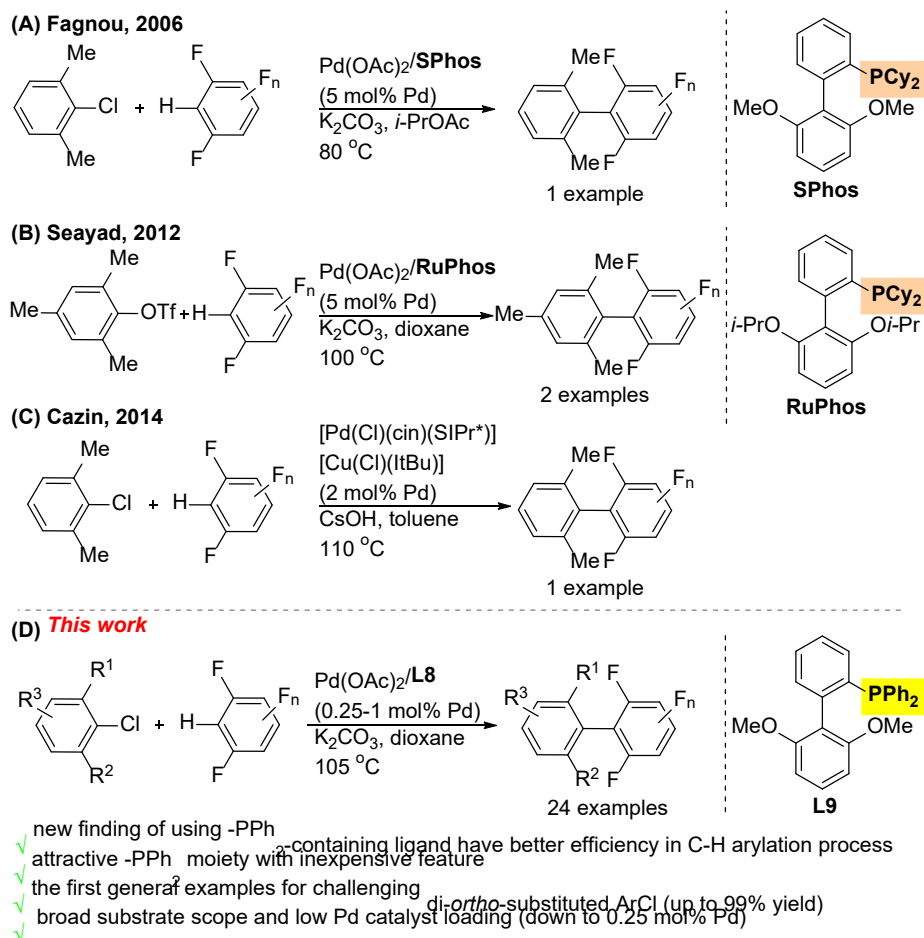 (A) Fagnou, 2006
Me
Cl
+
H
F
Fn
F
Me
Pd(OAc)2/SPhos
(5 mol% Pd)
K2CO3, i-PrOAc
80 °C
Me
F
Fn
Me
F
1 example
PCy2
MeO
OMe
SPhos
(B) Seayad, 2012
Me
Me
OTf
+
H
F
Fn
F
Me
Pd(OAc)2/RuPhos
(5 mol% Pd)
K2CO3, dioxane
100 °C
Me
F
Fn
Me
Me
F
2 examples
PCy2
i-PrO
Oi-Pr
RuPhos
(C) Cazin, 2014
Me
Cl
+
H
F
Fn
F
Me
[Pd(Cl)(cin)(SIPr*)]
[Cu(Cl)(ItBu)]
(2 mol% Pd)
CsOH, toluene
110 °C
Me
F
Fn
Me
F
1 example
(D) This work
R1
R3
Cl
+
H
F
Fn
F
R2
Pd(OAc)2/L8
(0.25-1 mol% Pd)
K2CO3, dioxane
105 °C
R1
R3
F
Fn
R2
F
24 examples
PPh2
MeO
OMe
L9
√ new finding of using -PPh2-containing ligand have better efficiency in C-H arylation process
√ attractive -PPh2 moiety with inexpensive feature
√ the first general examples for challenging di-ortho-substituted ArCl (up to 99% yield)
√ broad substrate scope and low Pd catalyst loading (down to 0.25 mol% Pd)